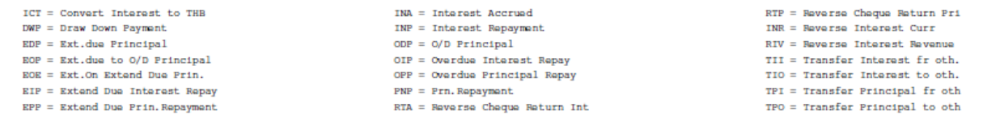 ICT = Convert Interest to THB INA = Interest Accrued RTP = Reverse Cheque Return Pri
DWP = Draw Down Payment INP = Interest Repayment INR = Reverse Interest Curr
EDP = Ext.due Principal ODP = O/D Principal RIV = Reverse Interest Revenue
EOP = Ext.due to O/D Principal OIP = Overdue Interest Repay TII = Transfer Interest fr oth.
EOE = Ext.On Extend Due Prin. OPP = Overdue Principal Repay TIO = Transfer Interest to oth.
EIP = Extend Due Interest Repay PNP = Prn.Repayment TPI = Transfer Principal fr oth
EPP = Extend Due Prin.Repayment RTA = Reverse Cheque Return Int TPO = Transfer Principal to oth